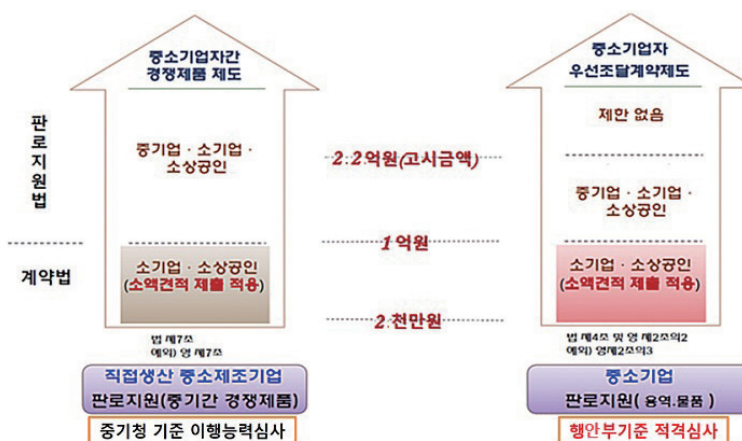 중소기업자간
경쟁제품 제도
중소기업자
우선조달계약제도
판로지원법
중기업 · 소기업 ·
소상공인
2.2억원(고시금액)
제한 없음
중기업 · 소기업 ·
소상공인
1억원
계약법
소기업 · 소상공인
(소액견적 제출 적용)
소기업 · 소상공인
(소액견적 제출 적용)
2천만원
법 제7조
예외) 영 제7조
법 제4조 및 영 제2조의2
예외) 영제2조의3
직접생산 중소제조기업
판로지원(중기간 경쟁제품)
중소기업
판로지원( 용역.물품 )
중기청 기준 이행능력심사
행안부기준 적격심사